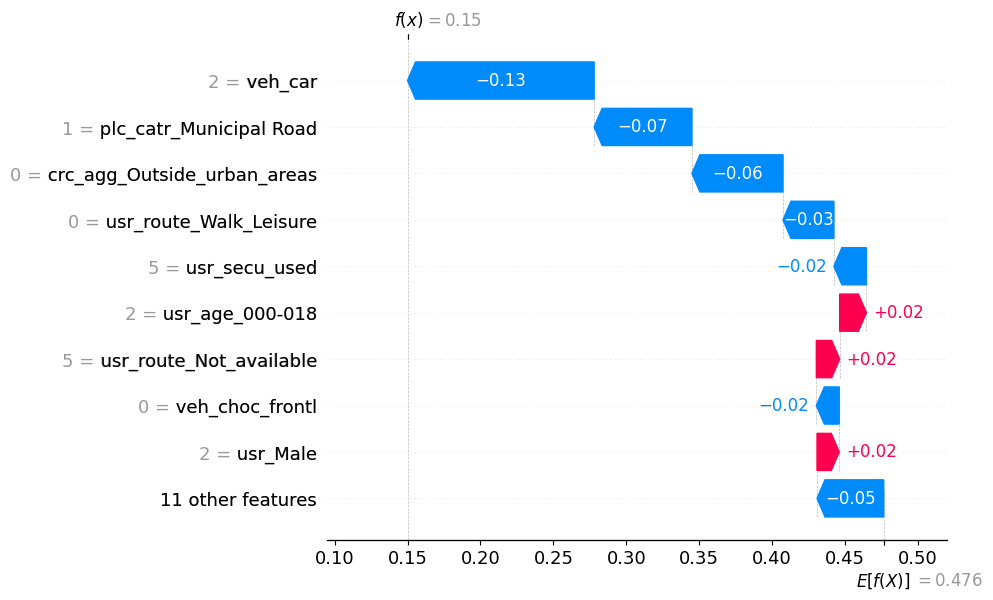 f(x) = 0.15
2 = veh_car −0.13
1 = plc_catr_Municipal Road −0.07
0 = crc_agg_Outside_urban_areas −0.06
0 = usr_route_Walk_Leisure −0.03
5 = usr_secu_used −0.02
2 = usr_age_000-018 +0.02
5 = usr_route_Not_available +0.02
0 = veh_choc_frontl −0.02
2 = usr_Male +0.02
11 other features −0.05
0.10 0.15 0.20 0.25 0.30 0.35 0.40 0.45 0.50
E[f(X)] = 0.476